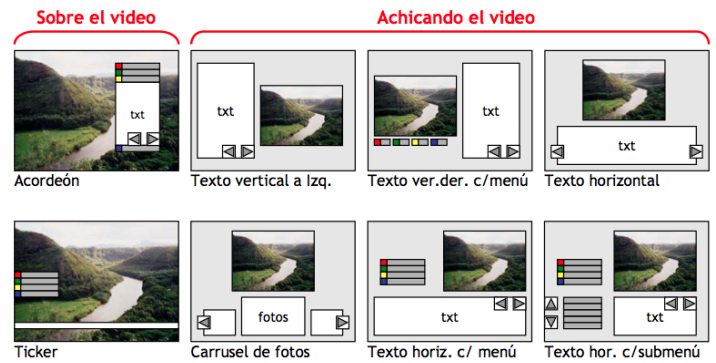 Sobre el video
Achicando el video
txt
txt
txt
txt
Acordeón
Texto vertical a Izq.
Texto ver.der. c/menú
Texto horizontal
fotos
txt
txt
Ticker
Carrusel de fotos
Texto horiz. c/ menú
Texto hor. c/submenú